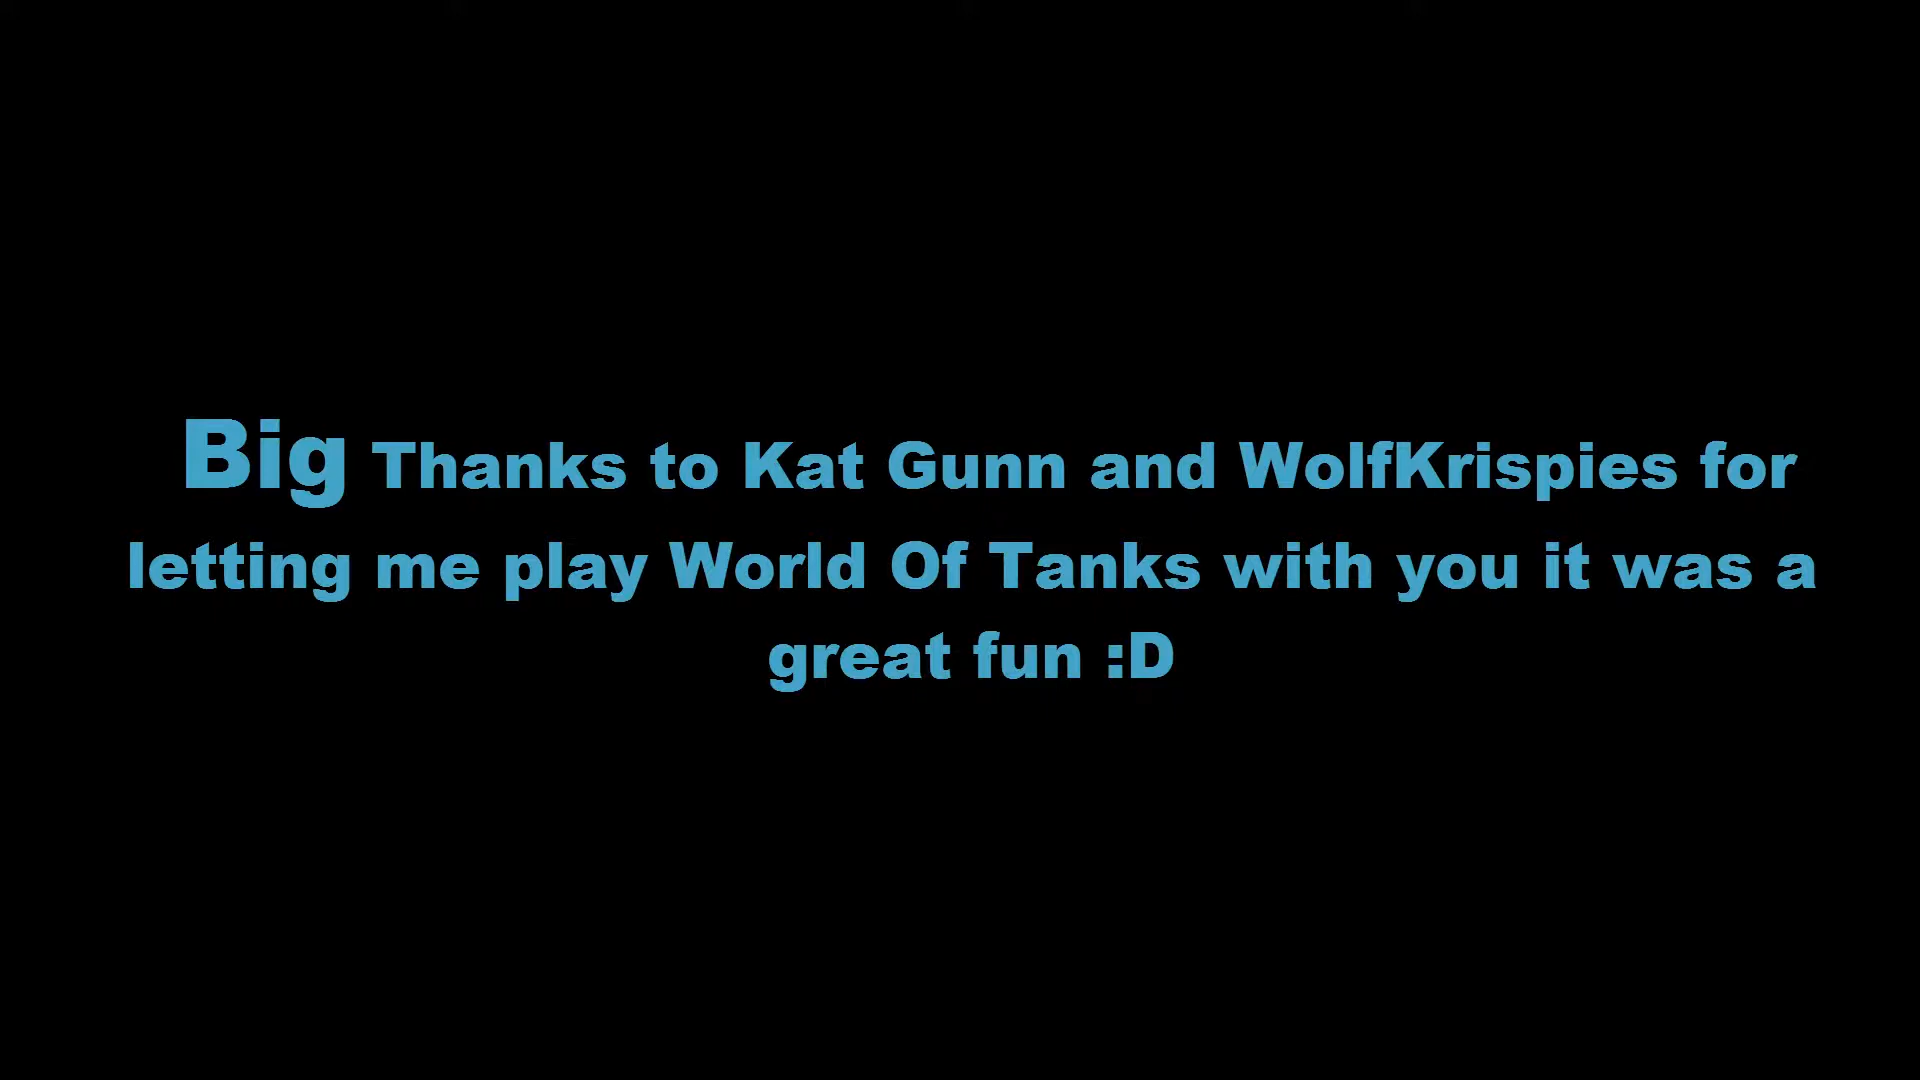 Big Thanks to Kat Gunn and WolfKrispies for
letting me play World Of Tanks with you it was a
great fun :D